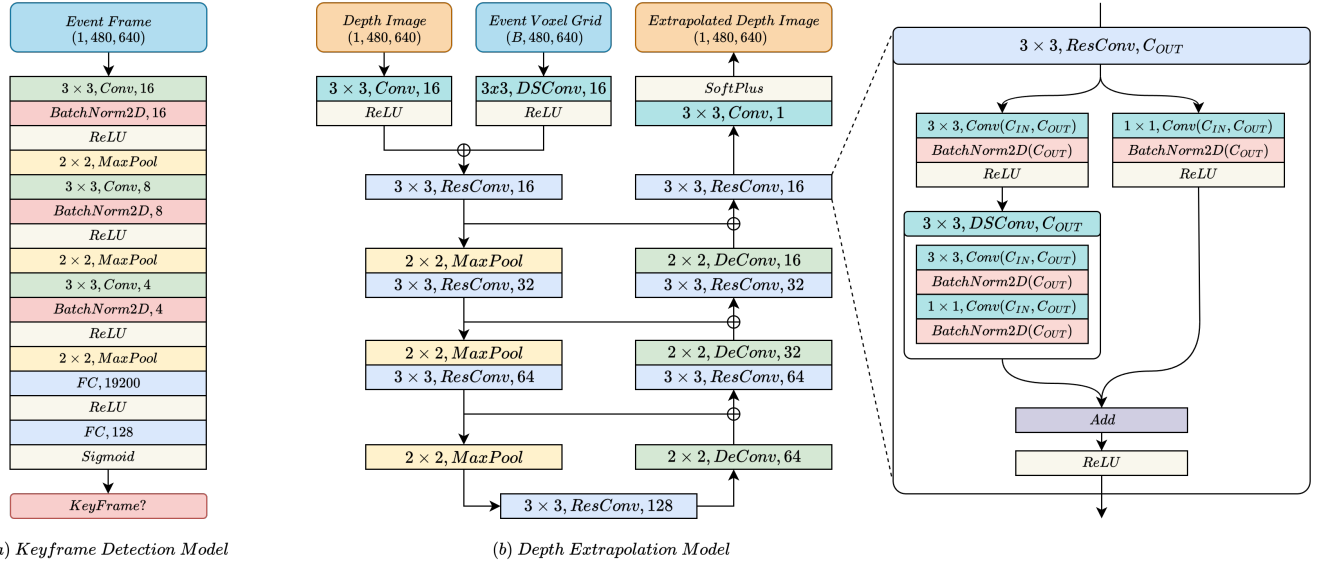 Event Frame
(1, 480, 640)
3 × 3, Conv, 16
BatchNorm2D, 16
ReLU
2 × 2, MaxPool
3 × 3, Conv, 8
BatchNorm2D, 8
ReLU
2 × 2, MaxPool
3 × 3, Conv, 4
BatchNorm2D, 4
ReLU
2 × 2, MaxPool
FC, 19200
ReLU
FC, 128
Sigmoid
KeyFrame?
) Keyframe Detection Model
Depth Image
(1, 480, 640)
Event Voxel Grid
(B, 480, 640)
Extrapolated Depth Image
(1, 480, 640)
3 × 3, Conv, 16
ReLU
3x3, DSConv, 16
ReLU
SoftPlus
3 × 3, Conv, 1
3 × 3, ResConv, 16
3 × 3, ResConv, 16
2 × 2, MaxPool
3 × 3, ResConv, 32
2 × 2, DeConv, 16
3 × 3, ResConv, 32
2 × 2, MaxPool
3 × 3, ResConv, 64
2 × 2, DeConv, 32
3 × 3, ResConv, 64
2 × 2, MaxPool
2 × 2, DeConv, 64
3 × 3, ResConv, 128
(b) Depth Extrapolation Model
3 × 3, ResConv, C_OUT
3 × 3, Conv(C_IN, C_OUT)
BatchNorm2D(C_OUT)
ReLU
1 × 1, Conv(C_IN, C_OUT)
BatchNorm2D(C_OUT)
ReLU
3 × 3, DSConv, C_OUT
3 × 3, Conv(C_IN, C_OUT)
BatchNorm2D(C_OUT)
1 × 1, Conv(C_IN, C_OUT)
BatchNorm2D(C_OUT)
Add
ReLU